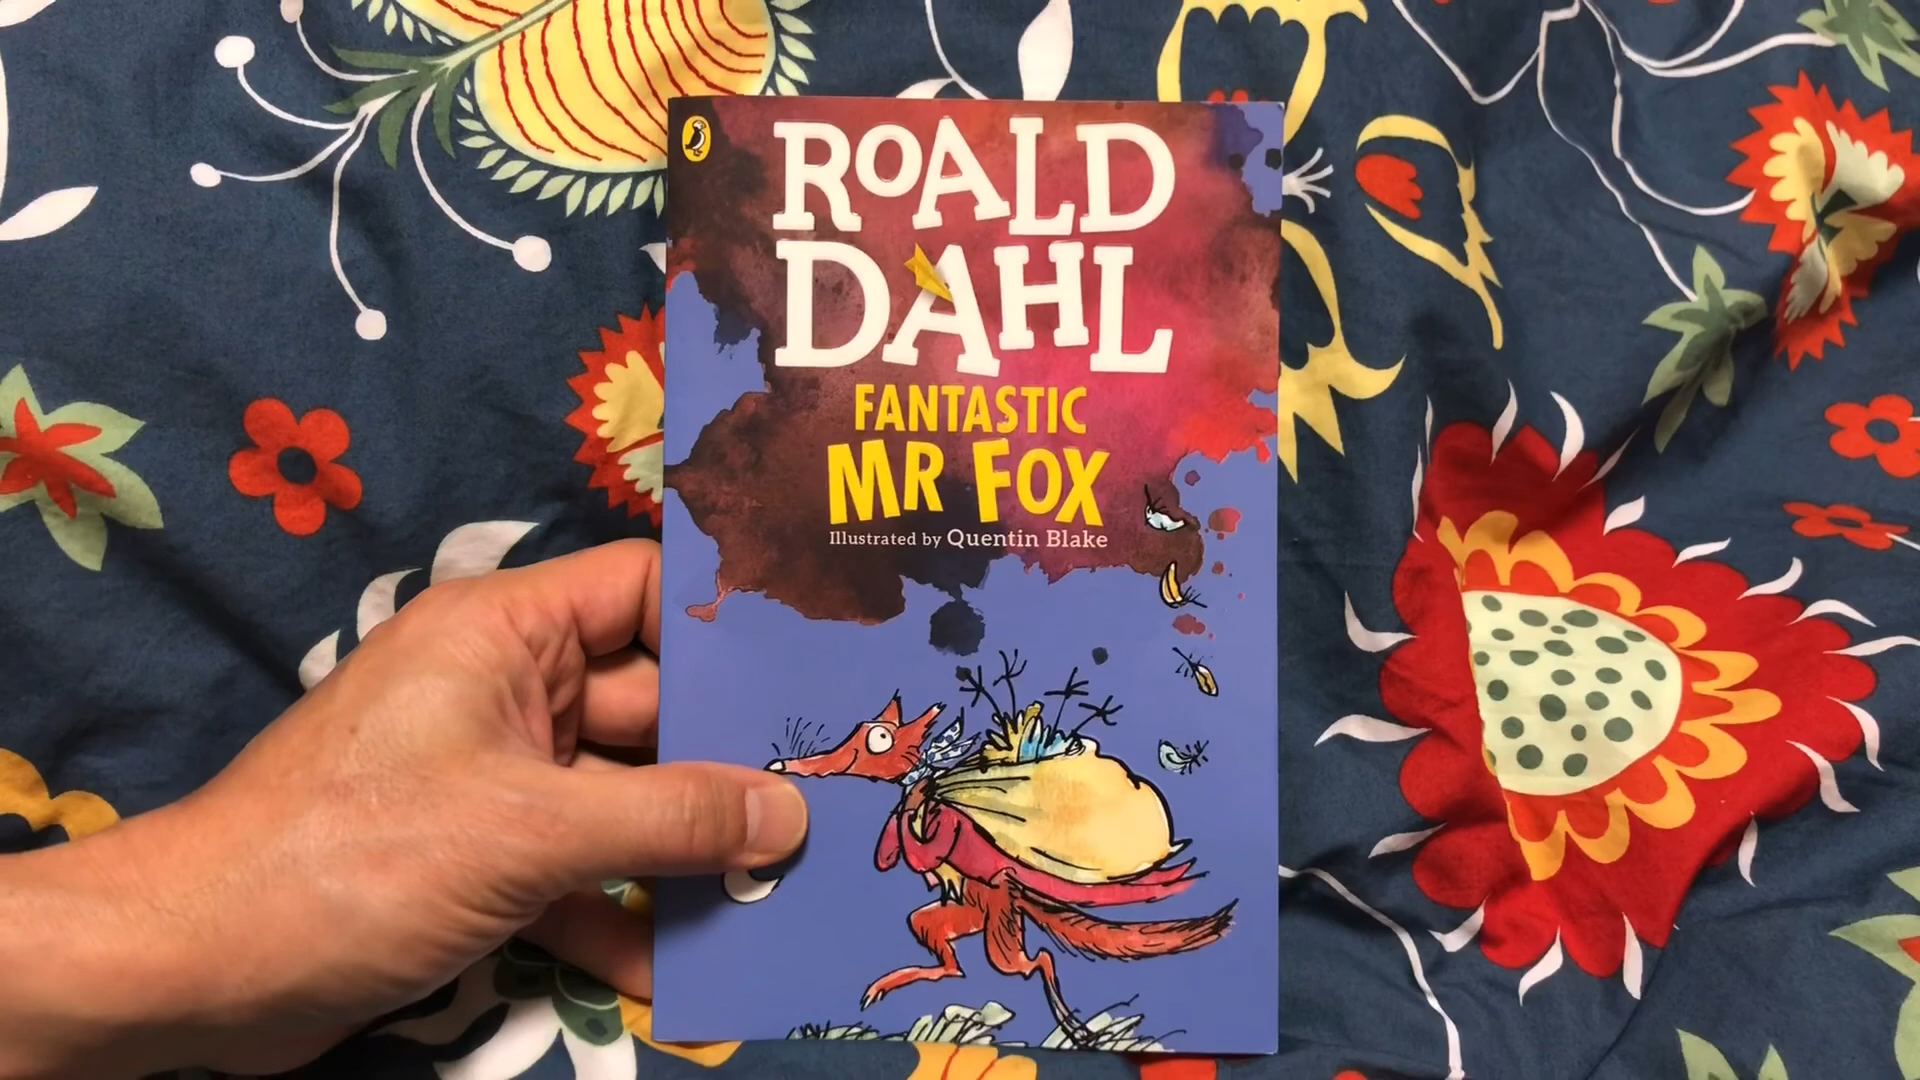 ROALD
DAHL
FANTASTIC
MR FOX
Illustrated by Quentin Blake